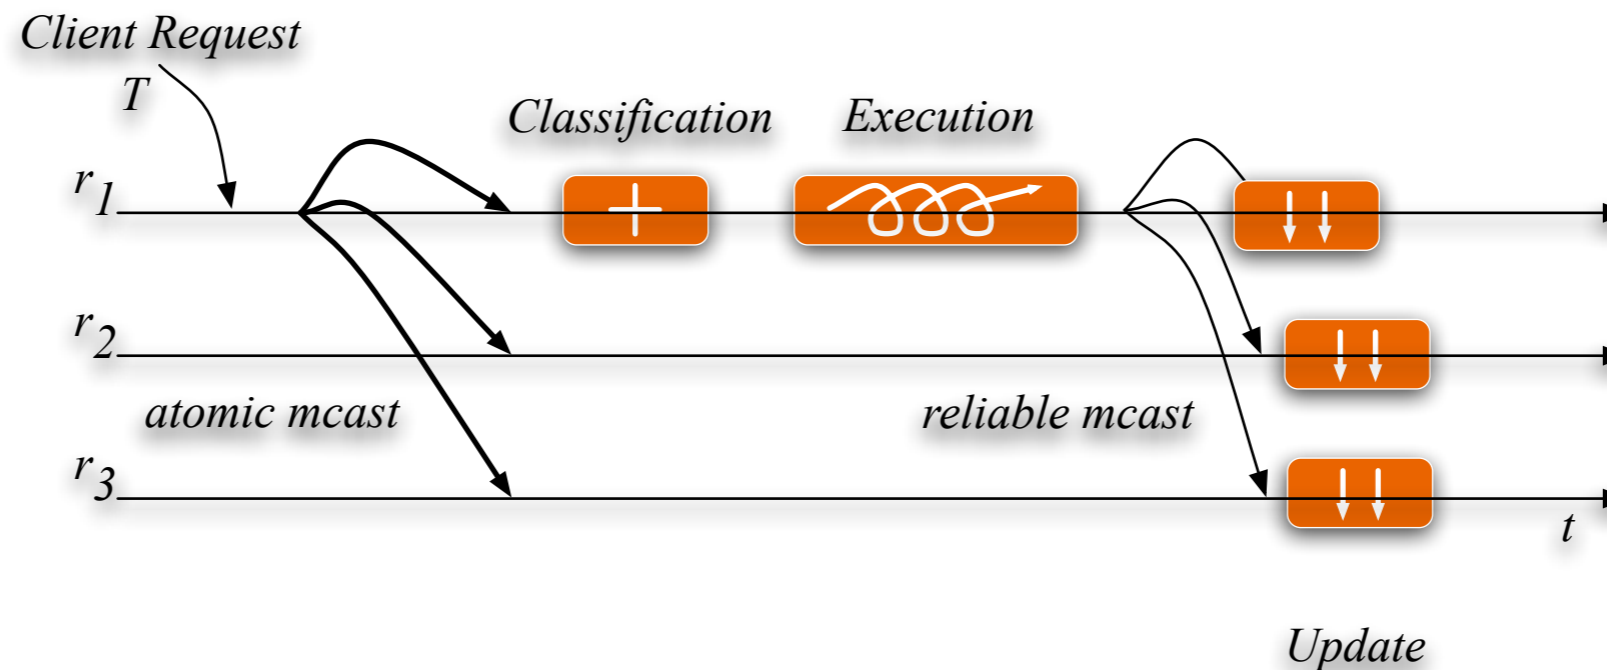 Client Request
T
Classification
Execution
r1
r2
atomic mcast
reliable mcast
r3
t
Update